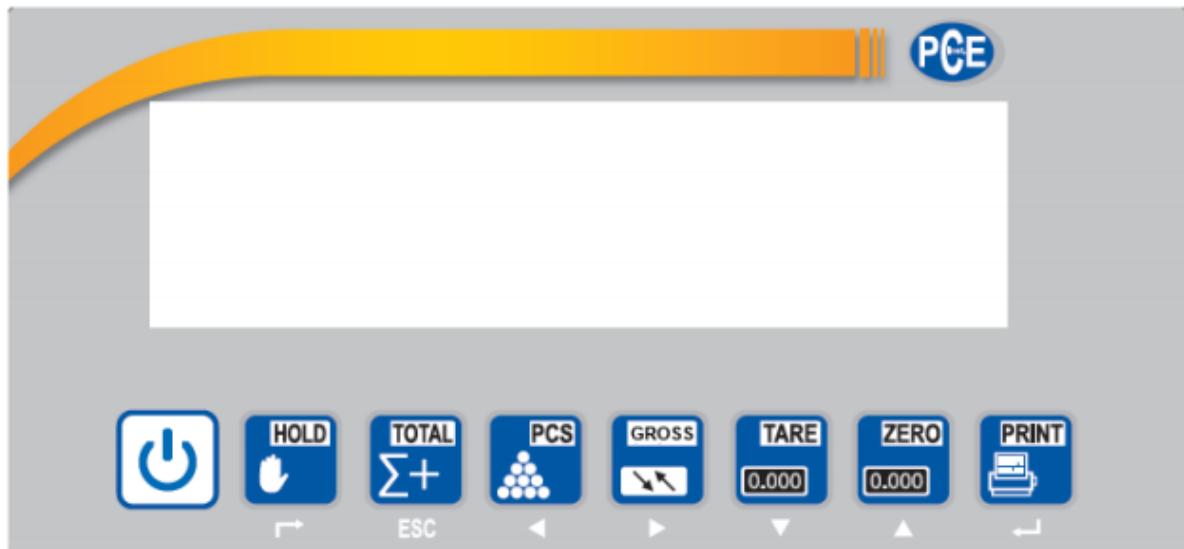 PCE
HOLD TOTAL PCS GROSS TARE ZERO PRINT
Σ+ 0.000 0.000
ESC